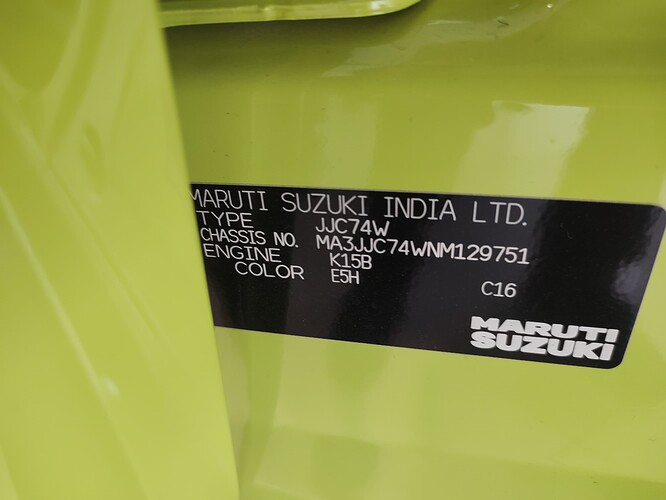 MARUTI SUZUKI INDIA LTD.
TYPE JJC74W
CHASSIS NO. MA3JJC74WNM129751
ENGINE K15B
COLOR E5H C16
MARUTI
SUZUKI